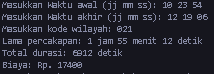 Masukkan Waktu awal (jj mm ss): 10 23 54
Masukkan Waktu akhir (jj mm ss): 12 19 06
Masukkan kode wilayah: 021
Lama percakapan: 1 jam 55 menit 12 detik
Total durasi: 6912 detik
Biaya: Rp. 17400